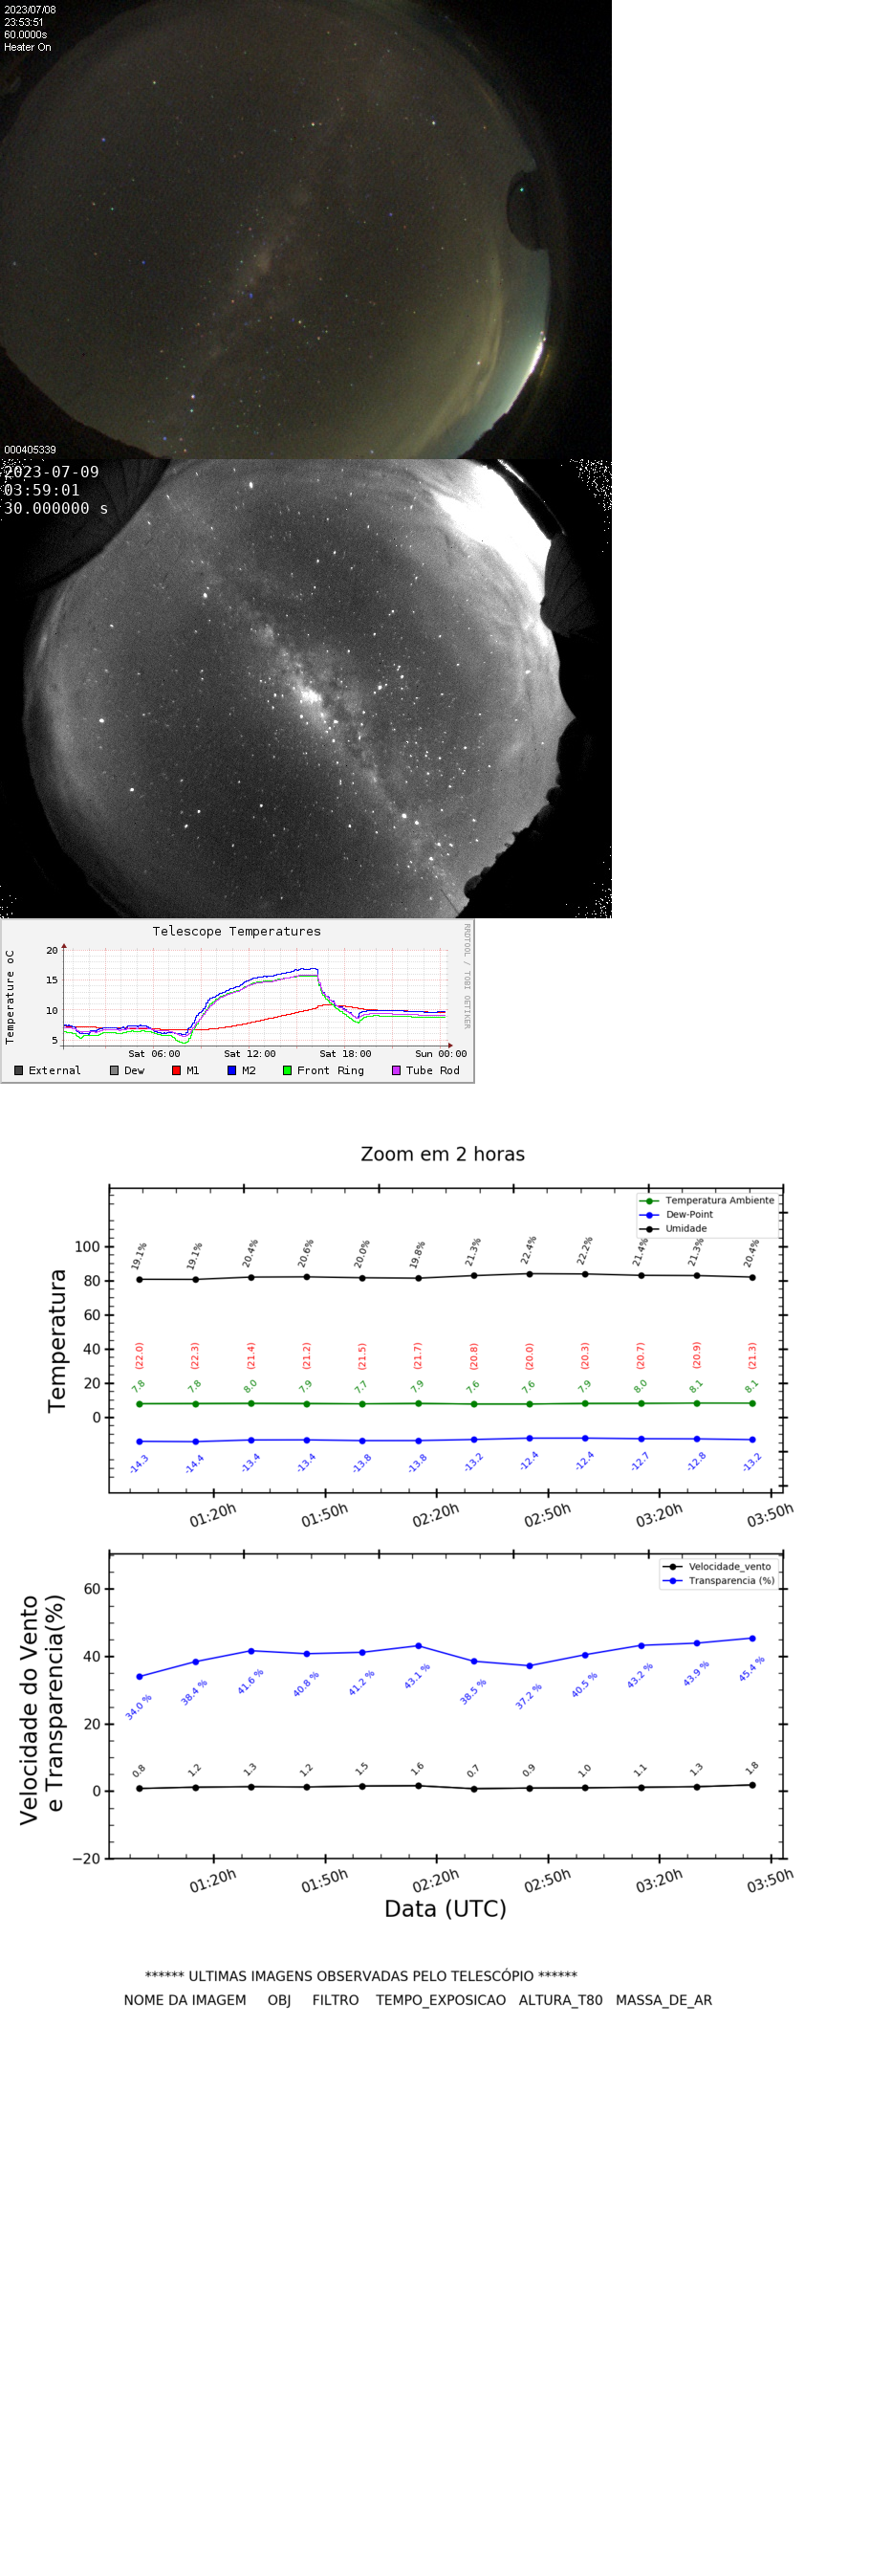 2023/07/08
23:53:51
60.0000s
Heater On
000405339
2023-07-09
03:59:01
30.000000 s
Telescope Temperatures
RRDTOOL / TOBI OETIKER
Temperature oC
20
15
10
5
Sat 06:00 Sat 12:00 Sat 18:00 Sun 00:00
External Dew M1 M2 Front Ring Tube Rod
Zoom em 2 horas
Temperatura Ambiente
Dew-Point
Umidade
Temperatura
100
80
60
40
20
0
19.1% 19.1% 20.4% 20.6% 20.0% 19.8% 21.3% 22.4% 22.2% 21.4% 21.3% 20.4%
(22.0) (22.3) (21.4) (21.2) (21.5) (21.7) (20.8) (20.0) (20.3) (20.7) (20.9) (21.3)
7.8 7.8 8.0 7.9 7.7 7.9 7.6 7.6 7.9 8.0 8.1 8.1
-14.3 -14.4 -13.4 -13.4 -13.8 -13.8 -13.2 -12.4 -12.4 -12.7 -12.8 -13.2
01:20h 01:50h 02:20h 02:50h 03:20h 03:50h
Velocidade_vento
Transparencia (%)
Velocidade do Vento
e Transparencia(%)
60
40
20
0
−20
34.0 % 38.4 % 41.6 % 40.8 % 41.2 % 43.1 % 38.5 % 37.2 % 40.5 % 43.2 % 43.9 % 45.4 %
0.8 1.2 1.3 1.2 1.5 1.6 0.7 0.9 1.0 1.1 1.3 1.8
01:20h 01:50h 02:20h 02:50h 03:20h 03:50h
Data (UTC)
****** ULTIMAS IMAGENS OBSERVADAS PELO TELESCÓPIO ******
NOME DA IMAGEM OBJ FILTRO TEMPO_EXPOSICAO ALTURA_T80 MASSA_DE_AR